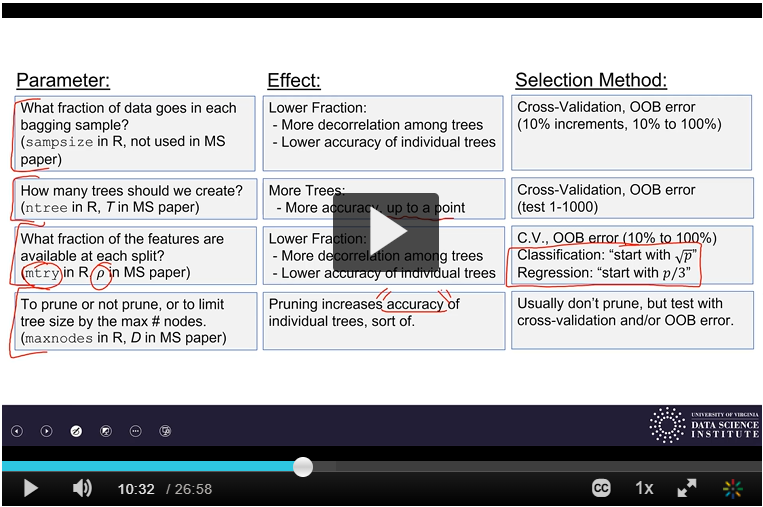 Parameter:
Effect:
Selection Method:
What fraction of data goes in each
bagging sample?
(sampsize in R, not used in MS
paper)
Lower Fraction:
- More decorrelation among trees
- Lower accuracy of individual trees
Cross-Validation, OOB error
(10% increments, 10% to 100%)
How many trees should we create?
(ntree in R, T in MS paper)
More Trees:
- More accuracy, up to a point
Cross-Validation, OOB error
(test 1-1000)
What fraction of the features are
available at each split?
(mtry in R, ρ in MS paper)
Lower Fraction:
- More decorrelation among trees
- Lower accuracy of individual trees
C.V., OOB error (10% to 100%)
Classification: “start with √p”
Regression: “start with p/3”
To prune or not prune, or to limit
tree size by the max # nodes.
(maxnodes in R, D in MS paper)
Pruning increases "accuracy" of
individual trees, sort of.
Usually don’t prune, but test with
cross-validation and/or OOB error.
UNIVERSITY OF VIRGINIA
DATA SCIENCE
INSTITUTE
10:32 / 26:58
CC
1x